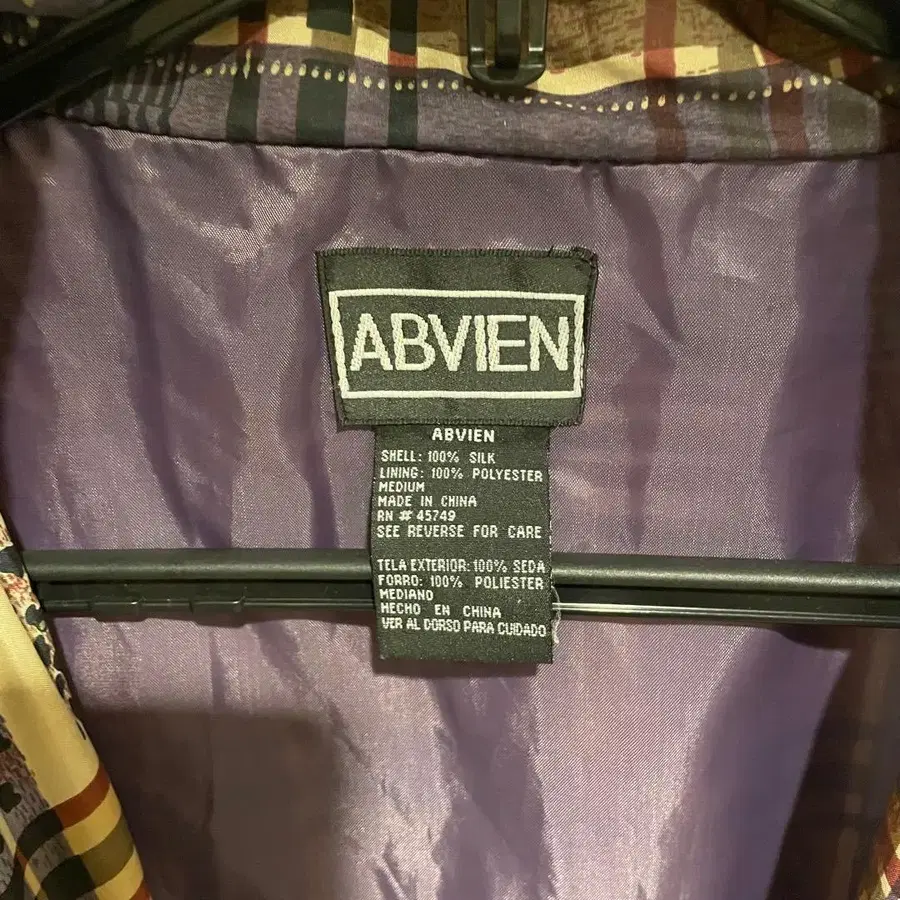 ABVIEN
ABVIEN
SHELL: 100% SILK
LINING: 100% POLYESTER
MEDIUM
MADE IN CHINA
RN # 45749
SEE REVERSE FOR CARE
TELA EXTERIOR: 100% SEDA
FORRO: 100% POLIESTER
MEDIANO
HECHO EN CHINA
VER AL DORSO PARA CUIDADO